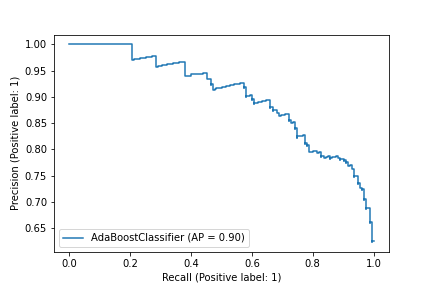 1.00
0.95
0.90
0.85
0.80
0.75
0.70
0.65
Precision (Positive label: 1)
AdaBoostClassifier (AP = 0.90)
0.0 0.2 0.4 0.6 0.8 1.0
Recall (Positive label: 1)